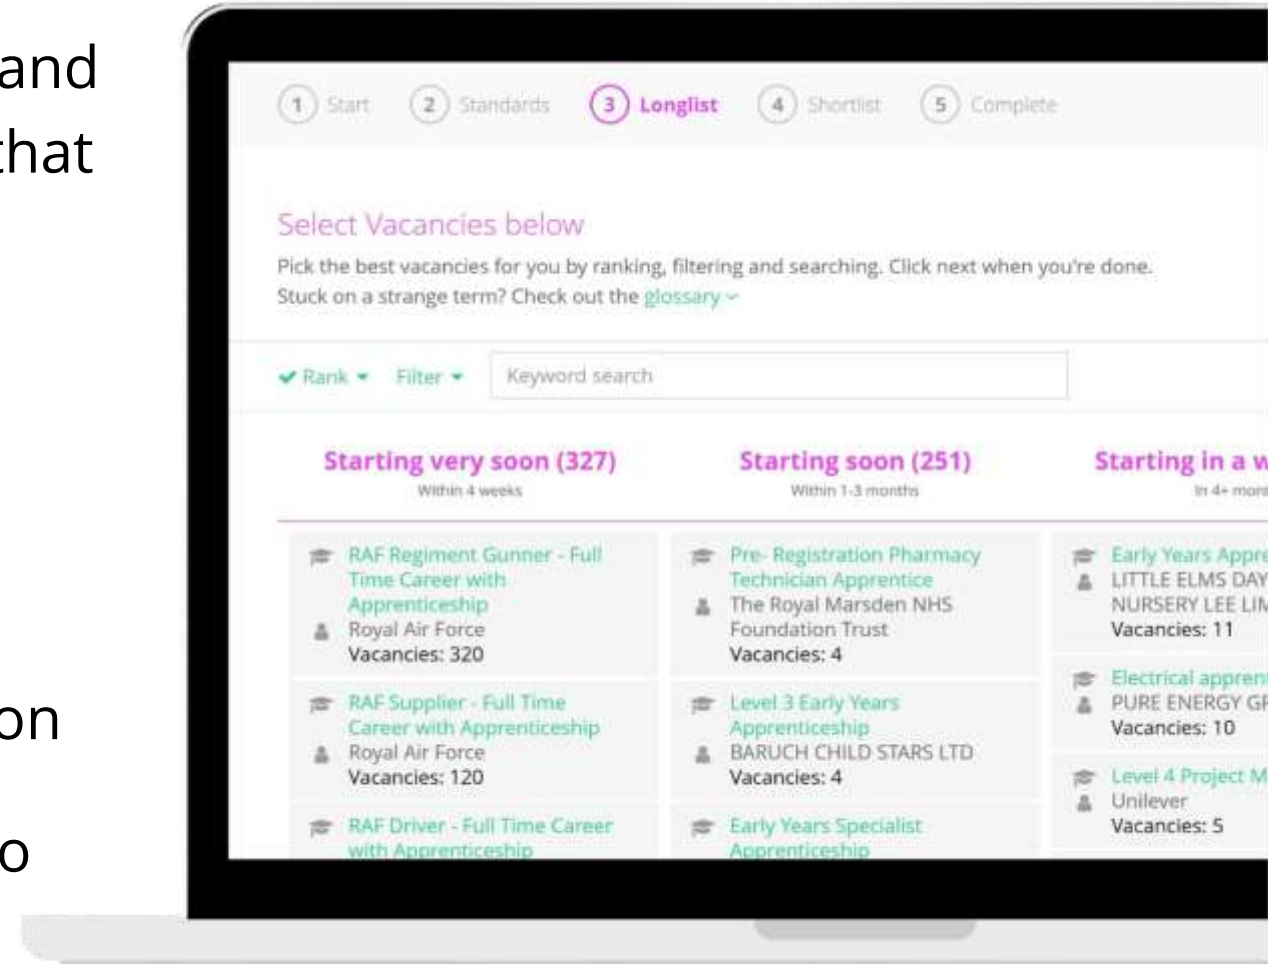 and
that
on
1 Start 2 Standards 3 Longlist 4 Shortlist 5 Complete
Select Vacancies below
Pick the best vacancies for you by ranking, filtering and searching. Click next when you're done.
Stuck on a strange term? Check out the glossary
Rank Filter Keyword search
Starting very soon (327)
Within 4 weeks
RAF Regiment Gunner - Full
Time Career with
Apprenticeship
Royal Air Force
Vacancies: 320
RAF Supplier - Full Time
Career with Apprenticeship
Royal Air Force
Vacancies: 120
RAF Driver - Full Time Career
with Apprenticeship
Starting soon (251)
Within 1-3 months
Pre- Registration Pharmacy
Technician Apprentice
The Royal Marsden NHS
Foundation Trust
Vacancies: 4
Level 3 Early Years
Apprenticeship
BARUCH CHILD STARS LTD
Vacancies: 4
Early Years Specialist
Apprenticeship
Starting in a
In 4+
Early Years
LITTLE ELMS DAY
NURSERY LEE
Vacancies: 11
Electrical
PURE ENERGY
Vacancies: 10
Level 4 Project
Unilever
Vacancies: 5